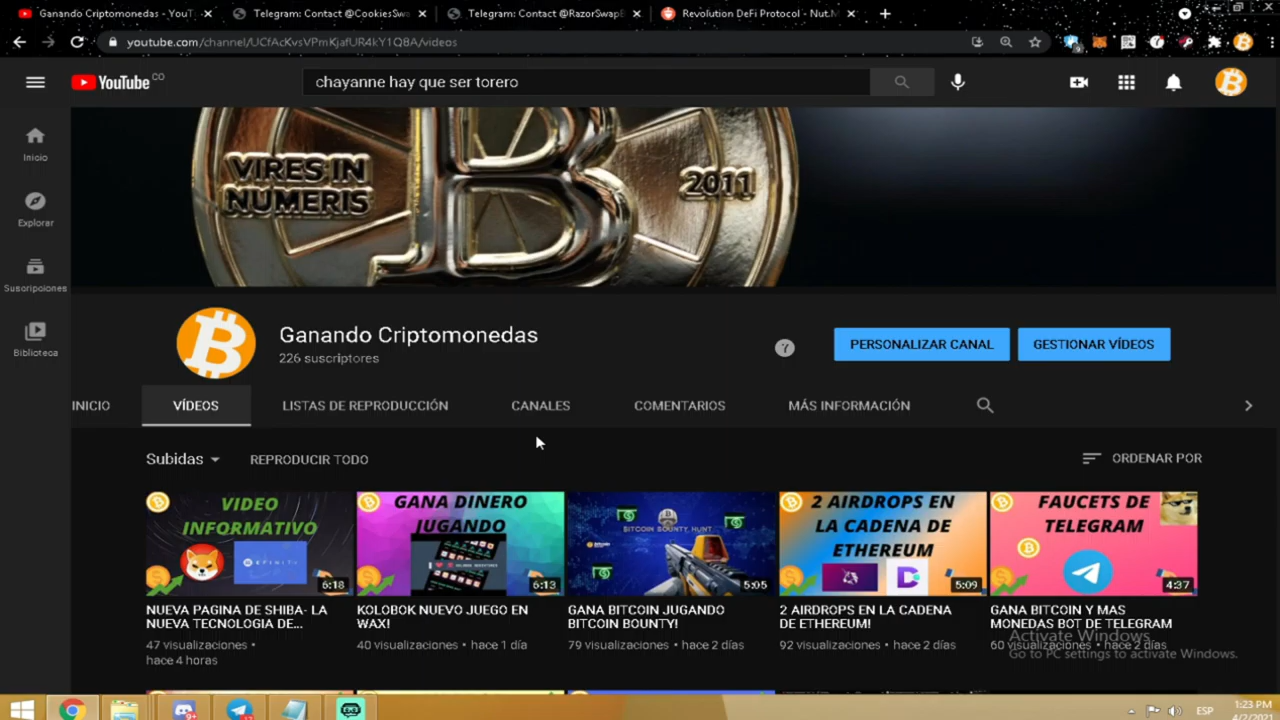 Ganando Criptomonedas - YouT
Telegram: Contact @CookiesSwa
Telegram: Contact @RazorSwap
Revolution DeFi Protocol - Nut.M
youtube.com/channel/UCfAcKvsVPmKjafUR4kY1Q8A/videos
YouTube CO
chayanne hay que ser torero
Inicio
Explorar
Suscripciones
Biblioteca
VIRES IN
NUMERIS
2011
Ganando Criptomonedas
226 suscriptores
PERSONALIZAR CANAL
GESTIONAR VÍDEOS
INICIO
VÍDEOS
LISTAS DE REPRODUCCIÓN
CANALES
COMENTARIOS
MÁS INFORMACIÓN
Subidas
REPRODUCIR TODO
ORDENAR POR
VIDEO
INFORMATIVO
6:18
NUEVA PAGINA DE SHIBA- LA
NUEVA TECNOLOGIA DE...
47 visualizaciones •
hace 4 horas
GANA DINERO
JUGANDO
6:13
KOLOBOK NUEVO JUEGO EN
WAX!
40 visualizaciones • hace 1 día
BITCOIN BOUNTY HUNT
5:05
GANA BITCOIN JUGANDO
BITCOIN BOUNTY!
79 visualizaciones • hace 2 días
2 AIRDROPS EN
LA CADENA DE
ETHEREUM
5:09
2 AIRDROPS EN LA CADENA
DE ETHEREUM!
92 visualizaciones • hace 2 días
FAUCETS DE
TELEGRAM
4:37
GANA BITCOIN Y MAS
MONEDAS BOT DE TELEGRAM
60 visualizaciones • hace 2 días
Activate Windows
Go to PC settings to activate Windows.
ESP
1:23 PM
4/2/2021